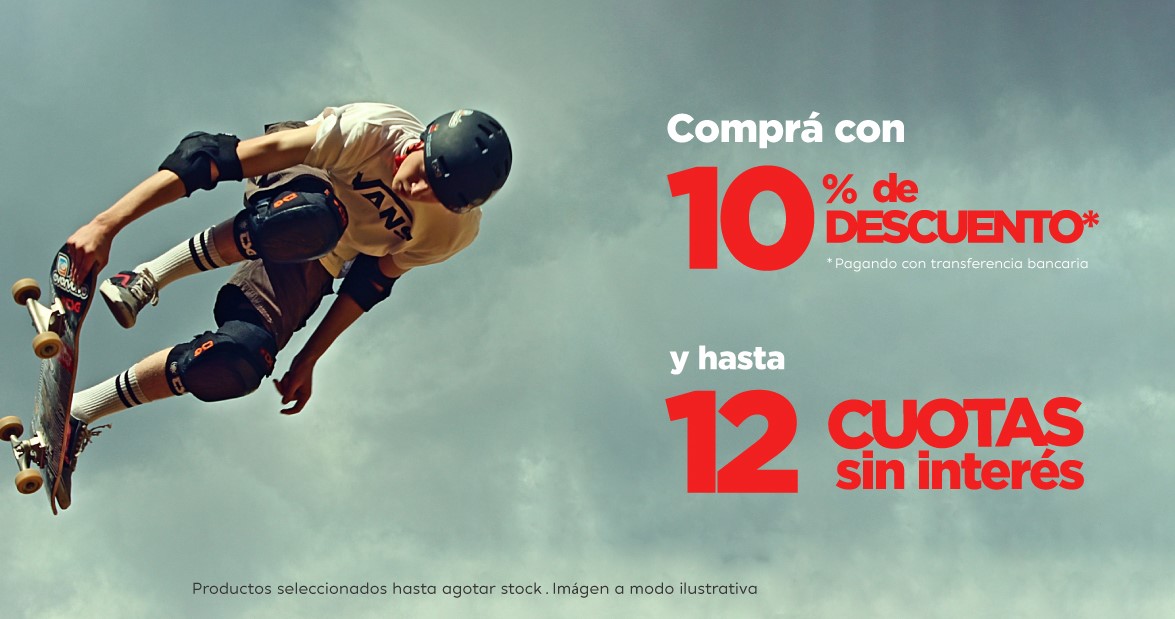 Comprá con
10% de
DESCUENTO*
*Pagando con transferencia bancaria
y hasta
12 CUOTAS
sin interés
VANS
Productos seleccionados hasta agotar stock. Imágen a modo ilustrativa